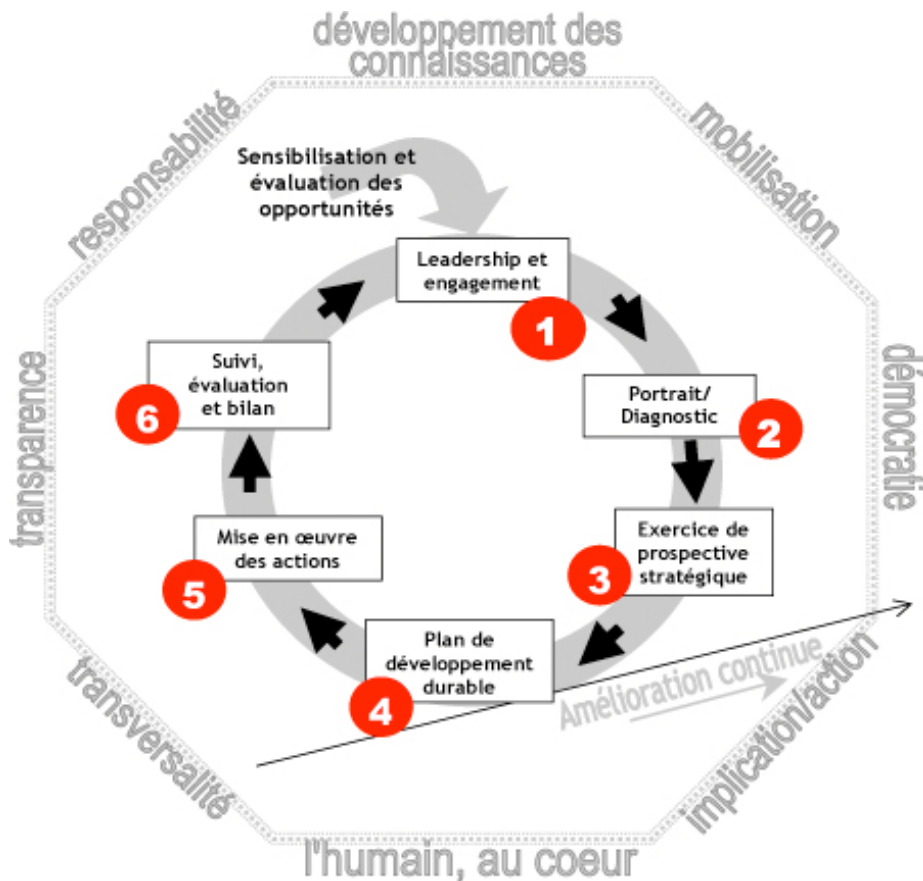 développement des
connaissances
responsabilité
mobilisation
Sensibilisation et
évaluation des
opportunités
Leadership et
engagement
1
Suivi,
évaluation
et bilan
6
Portrait/
Diagnostic
2
transparence
démocratie
Mise en œuvre
des actions
5
Exercice de
prospective
stratégique
3
Plan de
développement
durable
4
Amélioration continue
transversalité
implication/action
l'humain, au coeur